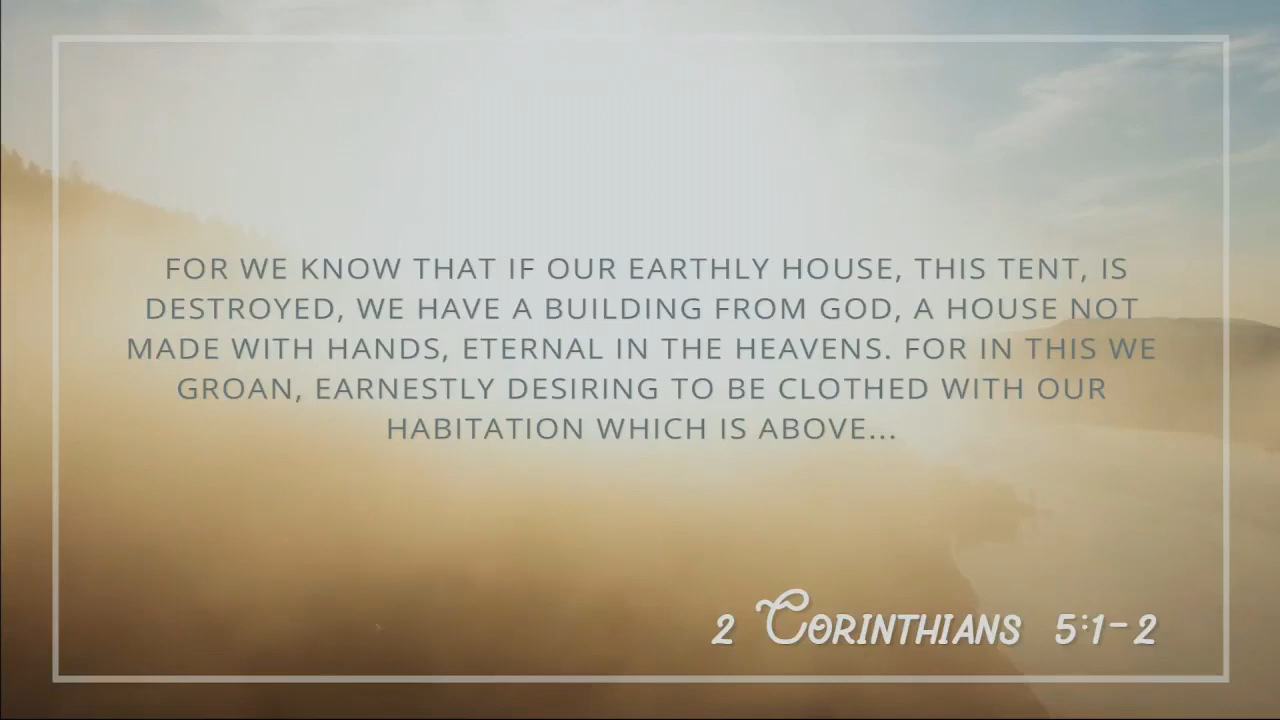 FOR WE KNOW THAT IF OUR EARTHLY HOUSE, THIS TENT, IS
DESTROYED, WE HAVE A BUILDING FROM GOD, A HOUSE NOT
MADE WITH HANDS, ETERNAL IN THE HEAVENS. FOR IN THIS WE
GROAN, EARNESTLY DESIRING TO BE CLOTHED WITH OUR
HABITATION WHICH IS ABOVE...
2 CORINTHIANS 5:1-2